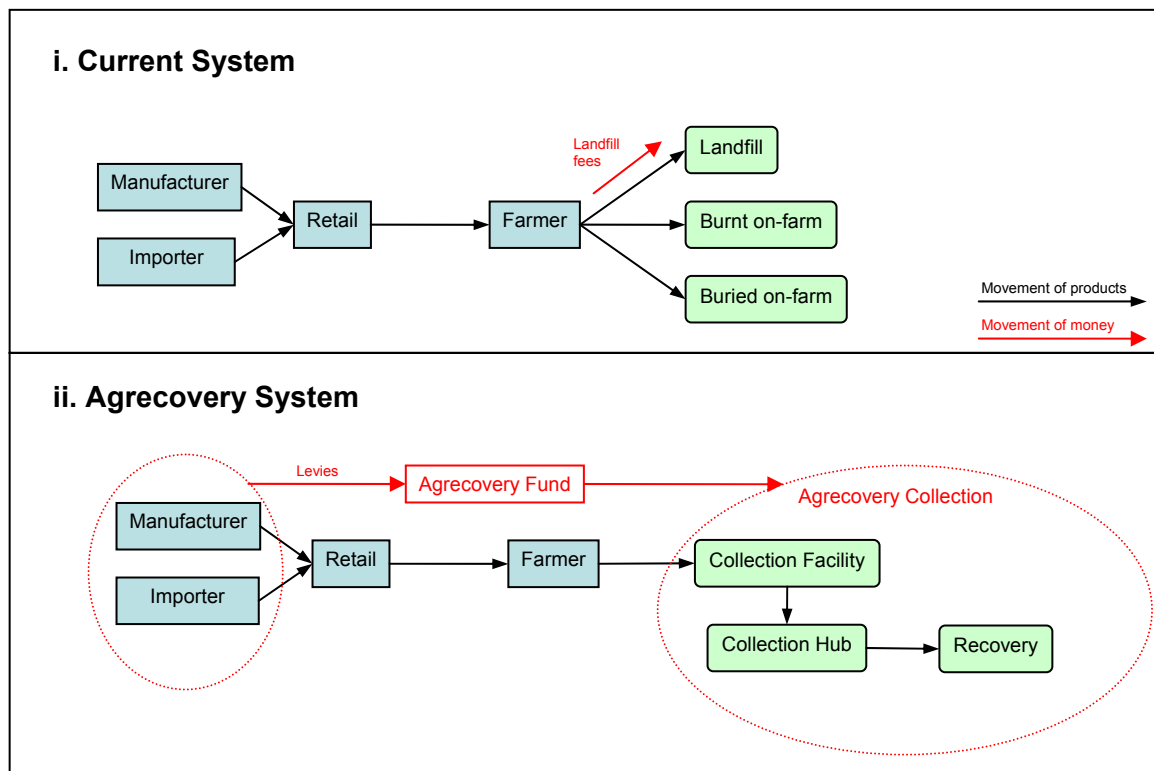 i. Current System
Landfill
fees
Landfill
Manufacturer
Retail
Farmer
Burnt on-farm
Importer
Buried on-farm
Movement of products
Movement of money
ii. Agrecovery System
Levies
Agrecovery Fund
Agrecovery Collection
Manufacturer
Retail
Farmer
Collection Facility
Importer
Collection Hub
Recovery